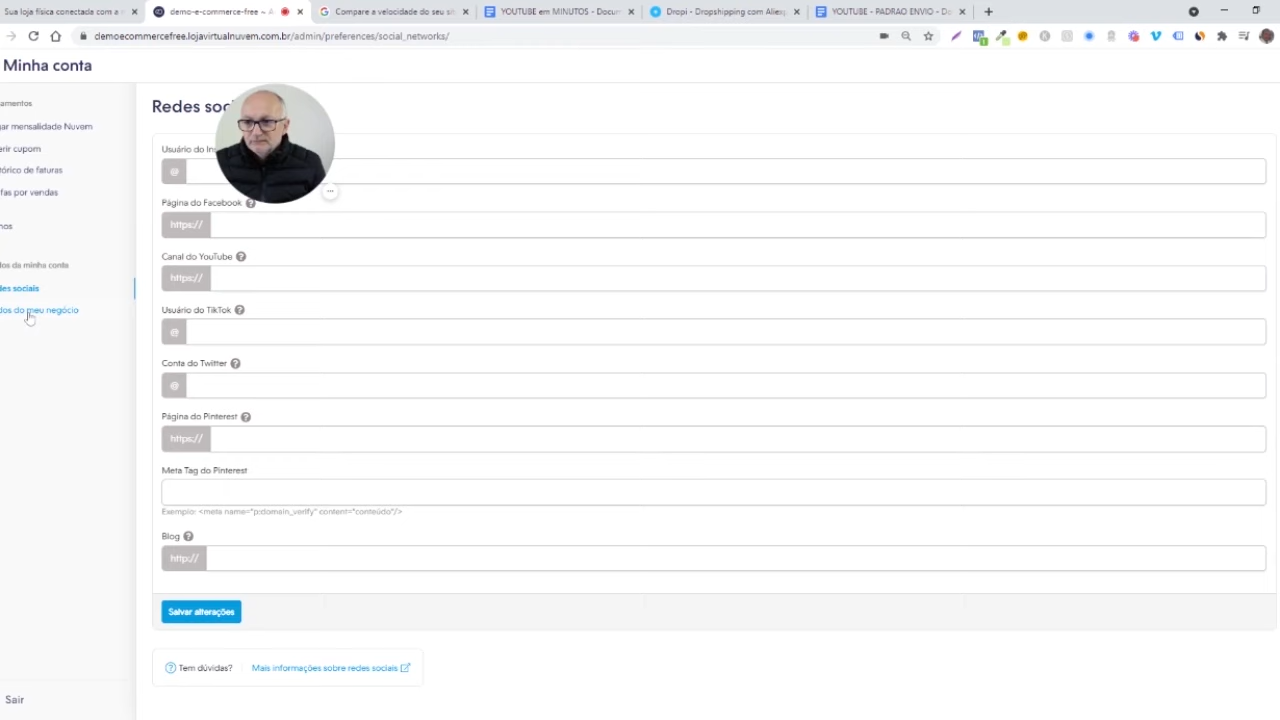 Sua loja física conectada com a
demo-e-commerce-free ~ A
Compare a velocidade do seu si
YOUTUBE em MINUTOS - Docum
Dropi - Dropshipping com Aliex
YOUTUBE - PADRAO ENVIO - Do
demoecommercefree.lojavirtualnuvem.com.br/admin/preferences/social_networks/
Minha conta
amentos
ar mensalidade Nuvem
erir cupom
tórico de faturas
fas por vendas
nos
dos da minha conta
des sociais
dos do meu negócio
Sair
Redes soci
Usuário do In
@
Página do Facebook
https://
Canal do YouTube
https://
Usuário do TikTok
@
Conta do Twitter
@
Página do Pinterest
https://
Meta Tag do Pinterest
Exemplo: <meta name="p:domain_verify" content="conteúdo"/>
Blog
http://
Salvar alterações
Tem dúvidas? Mais informações sobre redes sociais